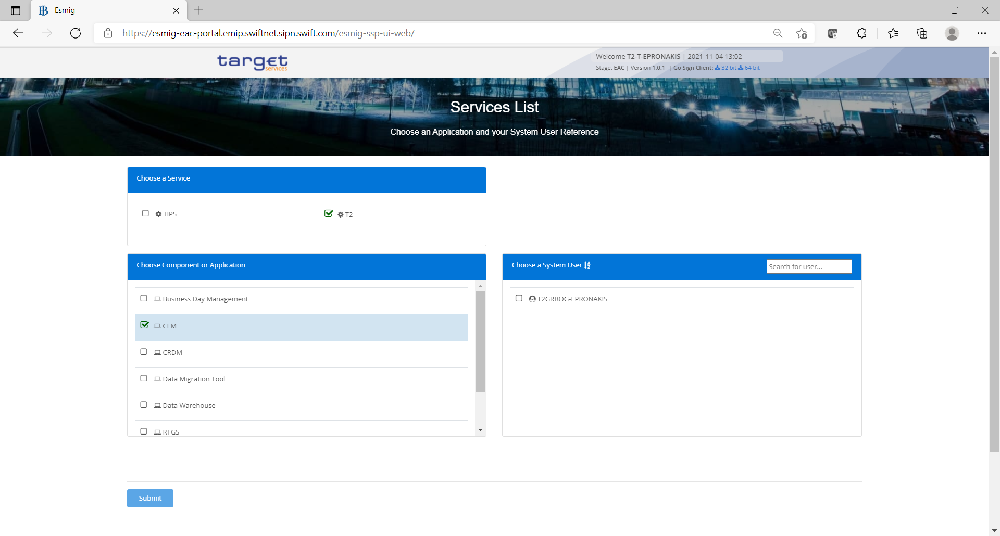 Esmig
https://esmig-eac-portal.emip.swiftnet.sipn.swift.com/esmig-ssp-ui-web/
target
services
Welcome T2-T-EPRONAKIS | 2021-11-04 13:02
Stage: EAC | Version 1.0.1 | Go Sign Client: 32 bit 64 bit
Services List
Choose an Application and your System User Reference
Choose a Service
TIPS
T2
Choose Component or Application
Business Day Management
CLM
CRDM
Data Migration Tool
Data Warehouse
RTGS
Choose a System User
Search for user...
T2GRBOG-EPRONAKIS
Submit